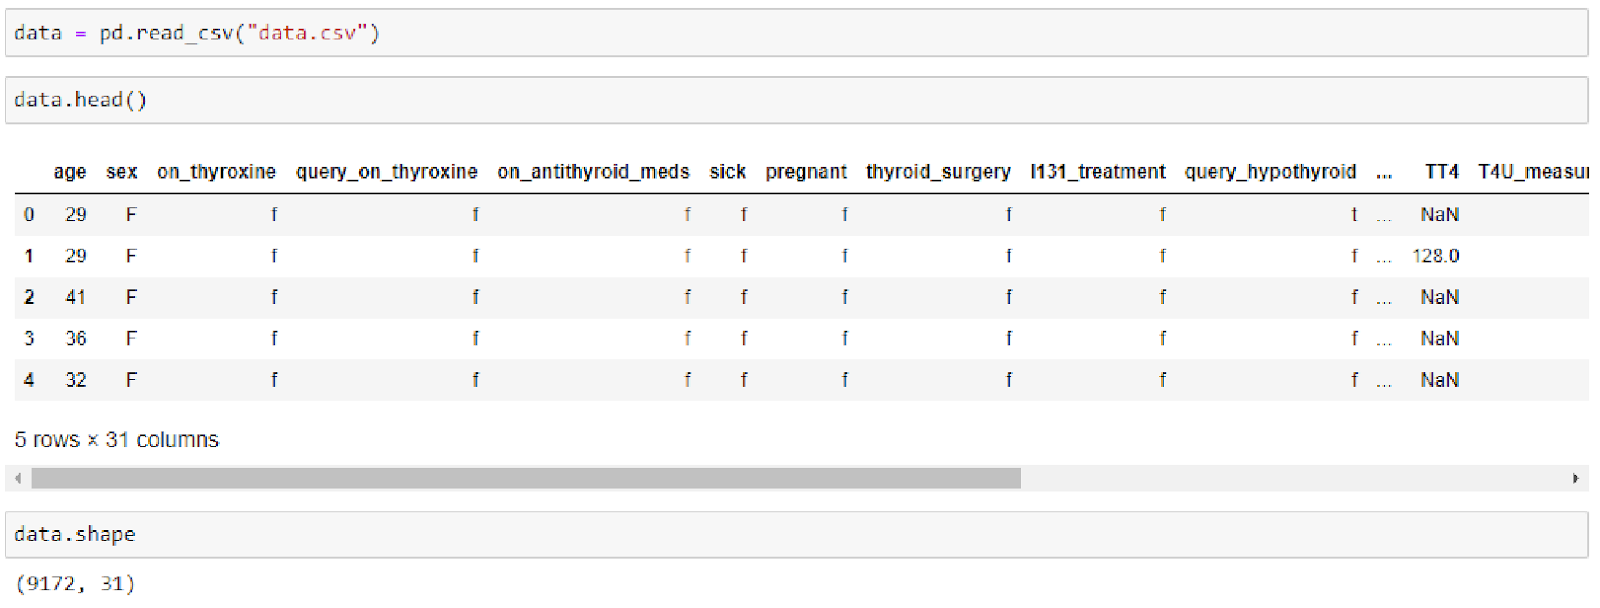 data = pd.read_csv("data.csv")
data.head()
age sex on_thyroxine query_on_thyroxine on_antithyroid_meds sick pregnant thyroid_surgery I131_treatment query_hypothyroid ... TT4 T4U_measur
0 29 F f f f f f f f t ... NaN
1 29 F f f f f f f f f ... 128.0
2 41 F f f f f f f f f ... NaN
3 36 F f f f f f f f f ... NaN
4 32 F f f f f f f f f ... NaN
5 rows × 31 columns
data.shape
(9172, 31)